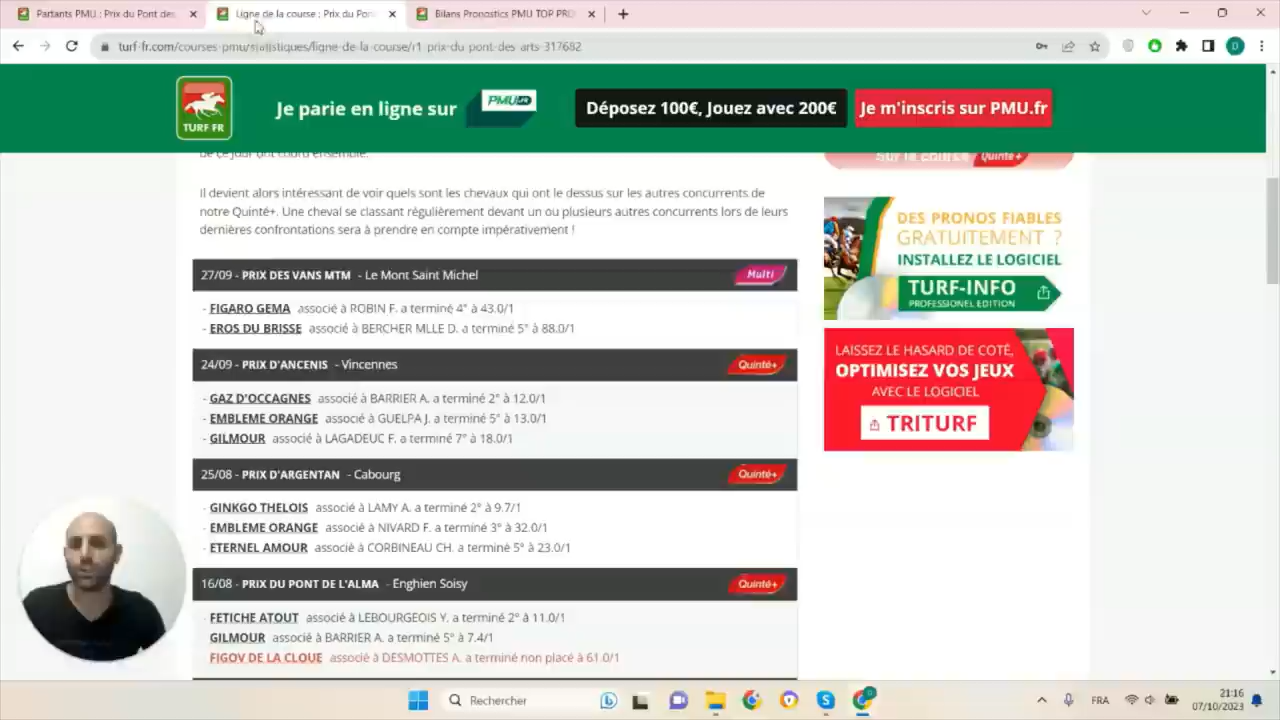 Partants PMU : Prix du Pont des
Ligne de la course : Prix du Pon
Bilans Pronostics PMU TOP PRO
turf-fr.com/courses-pmu/statistiques/ligne-de-la-course/r1-prix-du-pont-des-arts-317682
TURF FR
Je parie en ligne sur
PMU.fr
Déposez 100€, Jouez avec 200€
Je m'inscris sur PMU.fr
de ce jour ont couru ensemble.
sur la course Quinté+
Il devient alors intéressant de voir quels sont les chevaux qui ont le dessus sur les autres concurrents de
notre Quinté+. Une cheval se classant régulièrement devant un ou plusieurs autres concurrents lors de leurs
dernières confrontations sera à prendre en compte impérativement !
27/09 - PRIX DES VANS MTM - Le Mont Saint Michel
Multi
- FIGARO GEMA associé à ROBIN F. a terminé 4° à 43.0/1
- EROS DU BRISSE associé à BERCHER MLLE D. a terminé 5° à 88.0/1
24/09 - PRIX D'ANCENIS - Vincennes
Quinté+
- GAZ D'OCCAGNES associé à BARRIER A. a terminé 2° à 12.0/1
- EMBLEME ORANGE associé à GUELPA J. a terminé 5° à 13.0/1
- GILMOUR associé à LAGADEUC F. a terminé 7° à 18.0/1
25/08 - PRIX D'ARGENTAN - Cabourg
Quinté+
- GINKGO THELOIS associé à LAMY A. a terminé 2° à 9.7/1
- EMBLEME ORANGE associé à NIVARD F. a terminé 3° à 32.0/1
- ETERNEL AMOUR associé à CORBINEAU CH. a terminé 5° à 23.0/1
16/08 - PRIX DU PONT DE L'ALMA - Enghien Soisy
Quinté+
- FETICHE ATOUT associé à LEBOURGEOIS Y. a terminé 2° à 11.0/1
GILMOUR associé à BARRIER A. a terminé 5° à 7.4/1
FIGOV DE LA CLOUE associé à DESMOTTES A. a terminé non placé à 61.0/1
DES PRONOS FIABLES
GRATUITEMENT ?
INSTALLEZ LE LOGICIEL
TURF-INFO
PROFESSIONEL EDITION
LAISSEZ LE HASARD DE COTÉ,
OPTIMISEZ VOS JEUX
AVEC LE LOGICIEL
TRITURF
Rechercher
FRA
21:16
07/10/2023